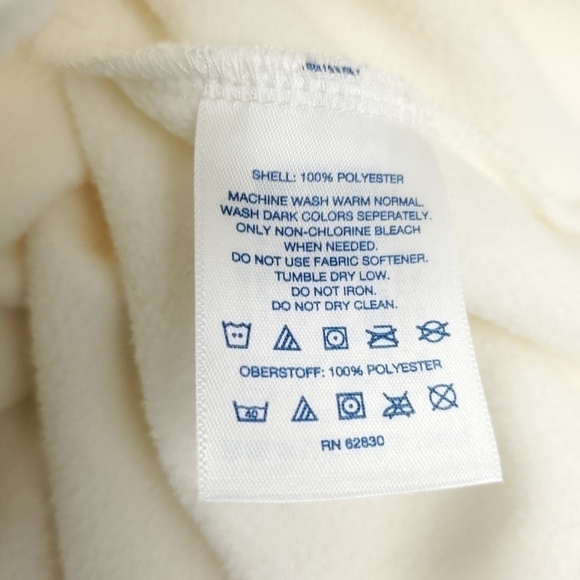 SHELL: 100% POLYESTER
MACHINE WASH WARM NORMAL.
WASH DARK COLORS SEPERATELY.
ONLY NON-CHLORINE BLEACH
WHEN NEEDED.
DO NOT USE FABRIC SOFTENER.
TUMBLE DRY LOW.
DO NOT IRON.
DO NOT DRY CLEAN.
OBERSTOFF: 100% POLYESTER
40
RN 62830